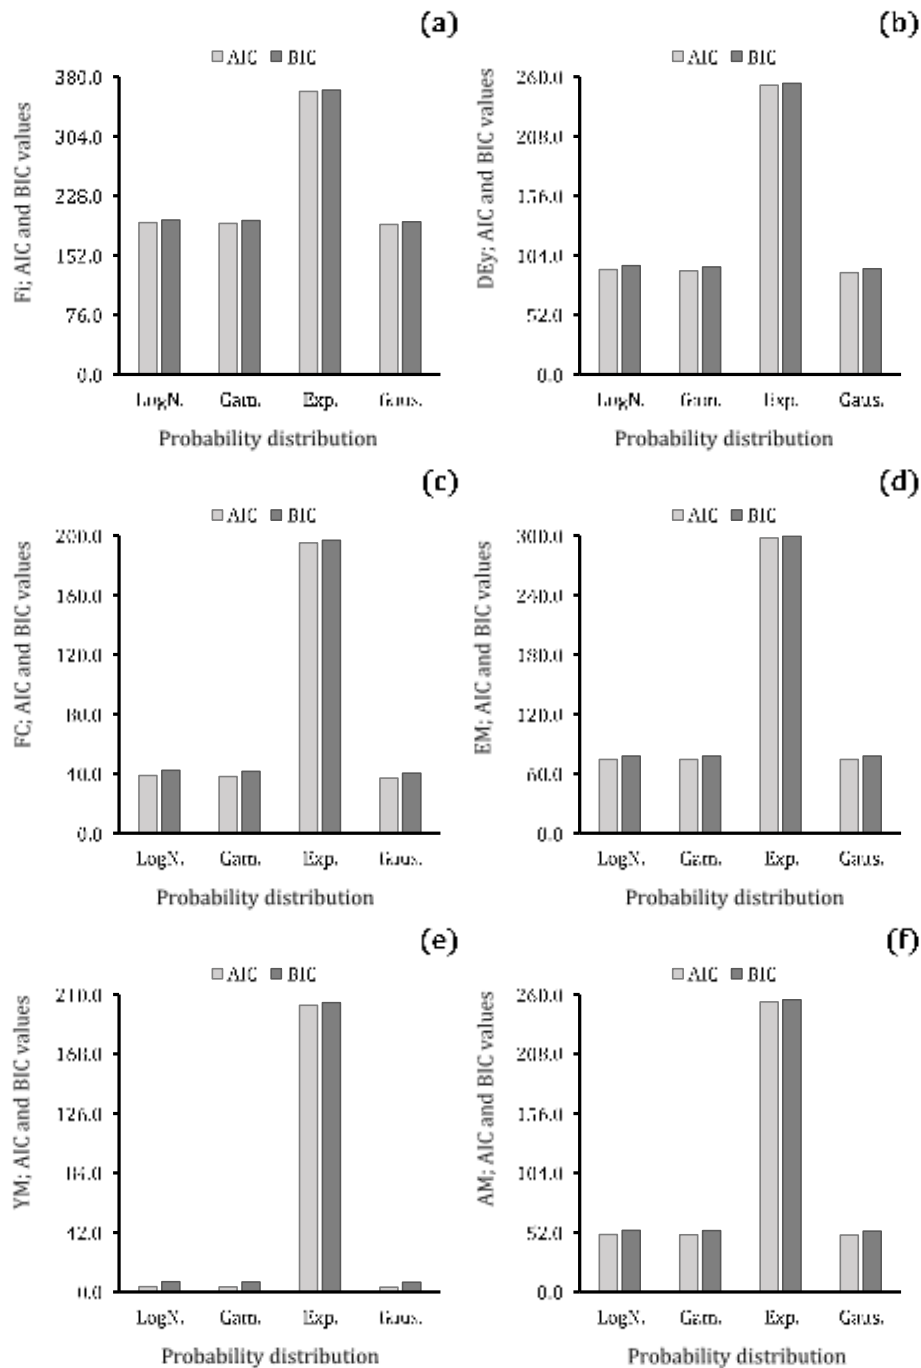 (a)
AIC BIC
380.0
304.0
228.0
152.0
76.0
0.0
Fi; AIC and BIC values
LogN. Gam. Exp. Gaus.
Probability distribution
(b)
AIC BIC
260.0
208.0
156.0
104.0
52.0
0.0
DEy; AIC and BIC values
LogN. Gam. Exp. Gaus.
Probability distribution
(c)
AIC BIC
200.0
160.0
120.0
80.0
40.0
0.0
FC; AIC and BIC values
LogN. Gam. Exp. Gaus.
Probability distribution
(d)
AIC BIC
300.0
240.0
180.0
120.0
60.0
0.0
EM; AIC and BIC values
LogN. Gam. Exp. Gaus.
Probability distribution
(e)
AIC BIC
210.0
168.0
126.0
84.0
42.0
0.0
YM; AIC and BIC values
LogN. Gam. Exp. Gaus.
Probability distribution
(f)
AIC BIC
260.0
208.0
156.0
104.0
52.0
0.0
AM; AIC and BIC values
LogN. Gam. Exp. Gaus.
Probability distribution